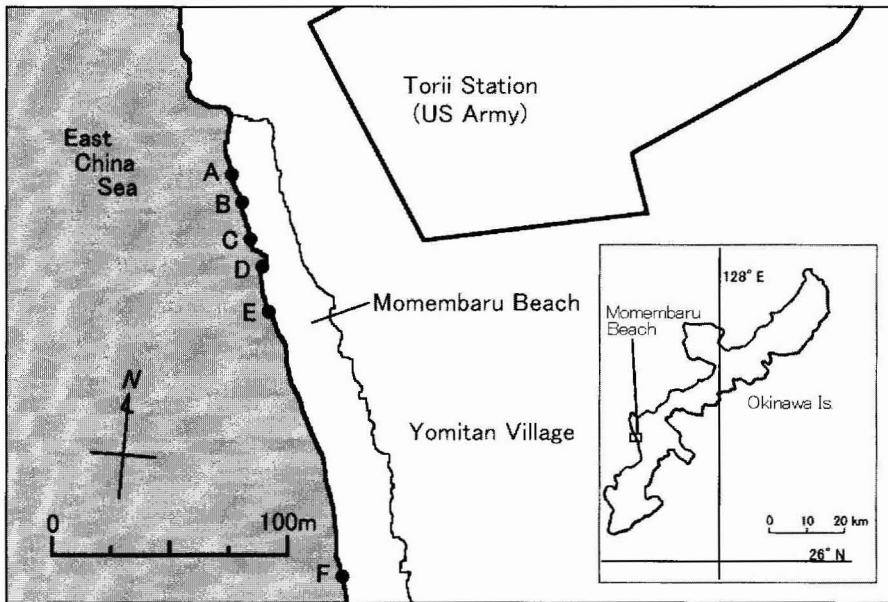 Torii Station
(US Army)
East
China
Sea
A
B
C
D
E
Momembaru Beach
N
Yomitan Village
0
100m
F
128° E
Momembaru
Beach
Okinawa Is.
0 10 20 km
26° N